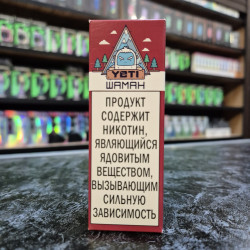 YETI
ШАМАН
ПРОДУКТ
СОДЕРЖИТ
НИКОТИН,
ЯВЛЯЮЩИЙСЯ
ЯДОВИТЫМ
ВЕЩЕСТВОМ,
ВЫЗЫВАЮЩИМ
СИЛЬНУЮ
ЗАВИСИМОСТЬ